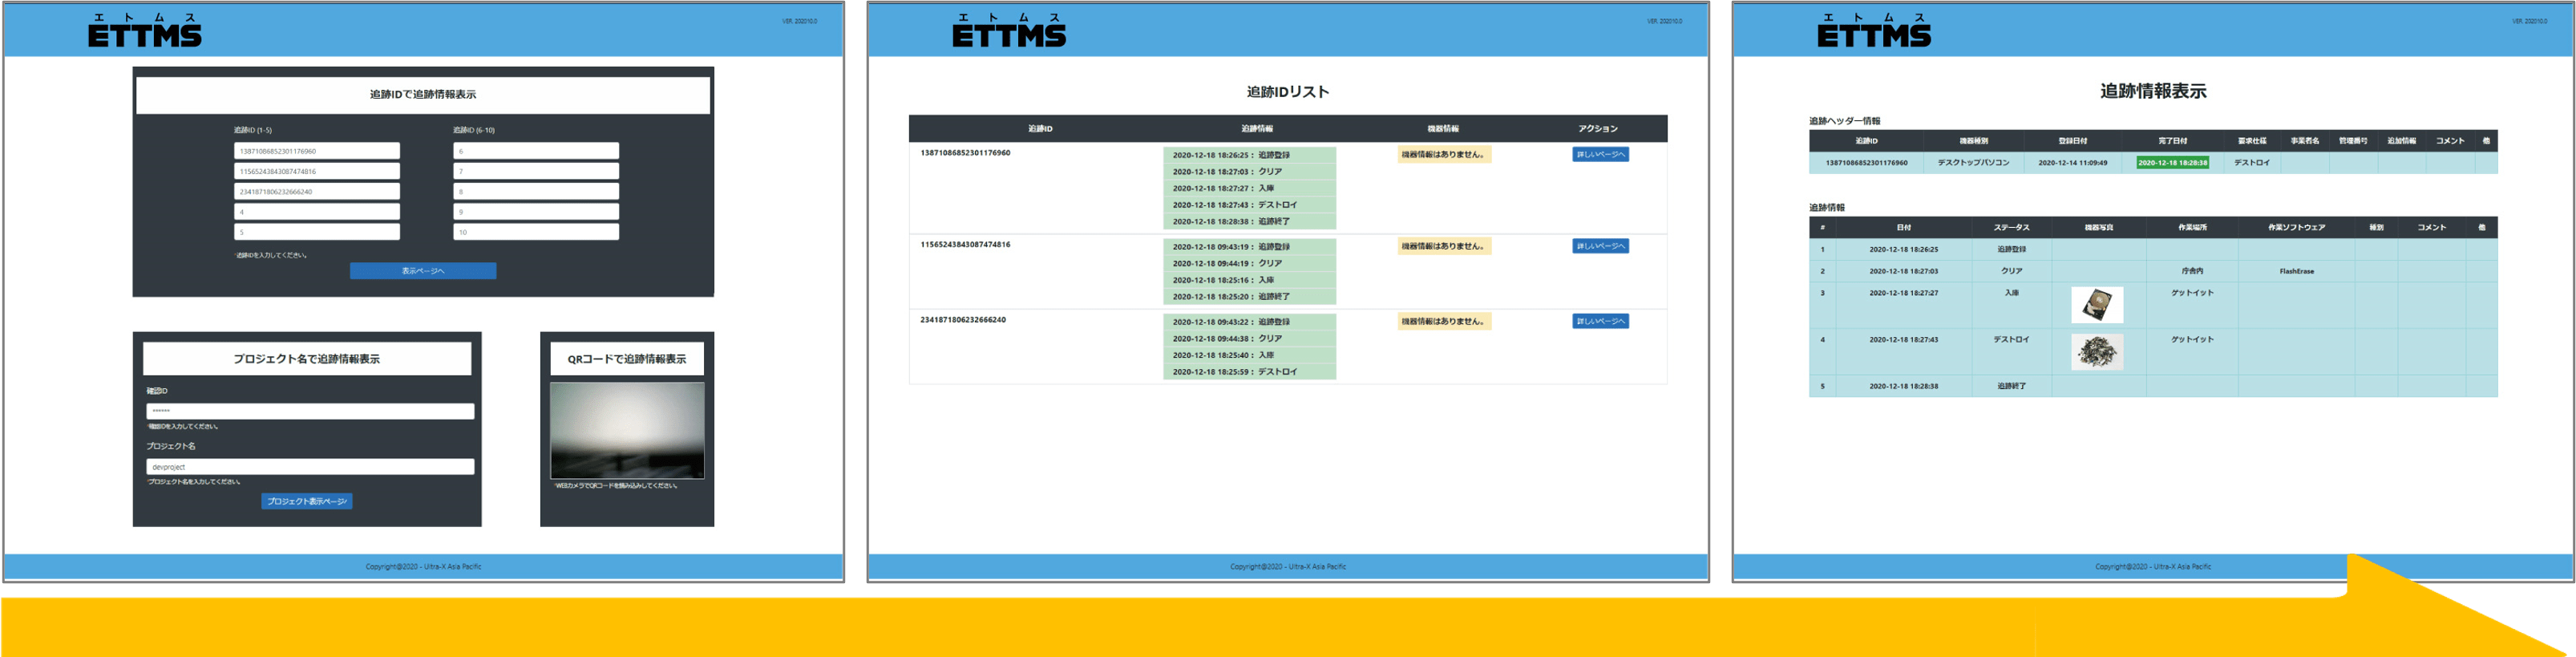 エトムス
ETTMS
VER. 202010.0
追跡IDで追跡情報表示
追跡ID (1-5)
追跡ID (6-10)
13871086852301176960
6
11565243843087474816
7
2341871806232666240
8
4
9
5
10
*追跡IDを入力してください。
表示ページへ
プロジェクト名で追跡情報表示
確認ID
******
*確認IDを入力してください。
プロジェクト名
devproject
*プロジェクト名を入力してください。
プロジェクト表示ページへ
QRコードで追跡情報表示
*WEBカメラでQRコードを読み込みしてください。
Copyright@2020 - Ultra-X Asia Pacific
エトムス
ETTMS
VER. 202010.0
追跡IDリスト
追跡ID 追跡情報 機器情報 アクション
13871086852301176960
2020-12-18 18:26:25 : 追跡登録
機器情報はありません。
詳しいページへ
2020-12-18 18:27:03 : クリア
2020-12-18 18:27:27 : 入庫
2020-12-18 18:27:43 : デストロイ
2020-12-18 18:28:38 : 追跡終了
11565243843087474816
2020-12-18 09:43:19 : 追跡登録
機器情報はありません。
詳しいページへ
2020-12-18 09:44:19 : クリア
2020-12-18 18:25:16 : 入庫
2020-12-18 18:25:20 : 追跡終了
2341871806232666240
2020-12-18 09:43:22 : 追跡登録
機器情報はありません。
詳しいページへ
2020-12-18 09:44:38 : クリア
2020-12-18 18:25:40 : 入庫
2020-12-18 18:25:59 : デストロイ
Copyright@2020 - Ultra-X Asia Pacific
エトムス
ETTMS
VER. 202010.0
追跡情報表示
追跡ヘッダー情報
追跡ID 機器種別 登録日付 完了日付 要求仕様 事業者名 管理番号 追加情報 コメント 他
13871086852301176960 デスクトップパソコン 2020-12-14 11:09:49 2020-12-18 18:28:38 デストロイ
追跡情報
# 日付 ステータス 機器写真 作業場所 作業ソフトウェア 種別 コメント 他
1 2020-12-18 18:26:25 追跡登録
2 2020-12-18 18:27:03 クリア 庁舎内 FlashErase
3 2020-12-18 18:27:27 入庫 ゲットイット
4 2020-12-18 18:27:43 デストロイ ゲットイット
5 2020-12-18 18:28:38 追跡終了
Copyright@2020 - Ultra-X Asia Pacific